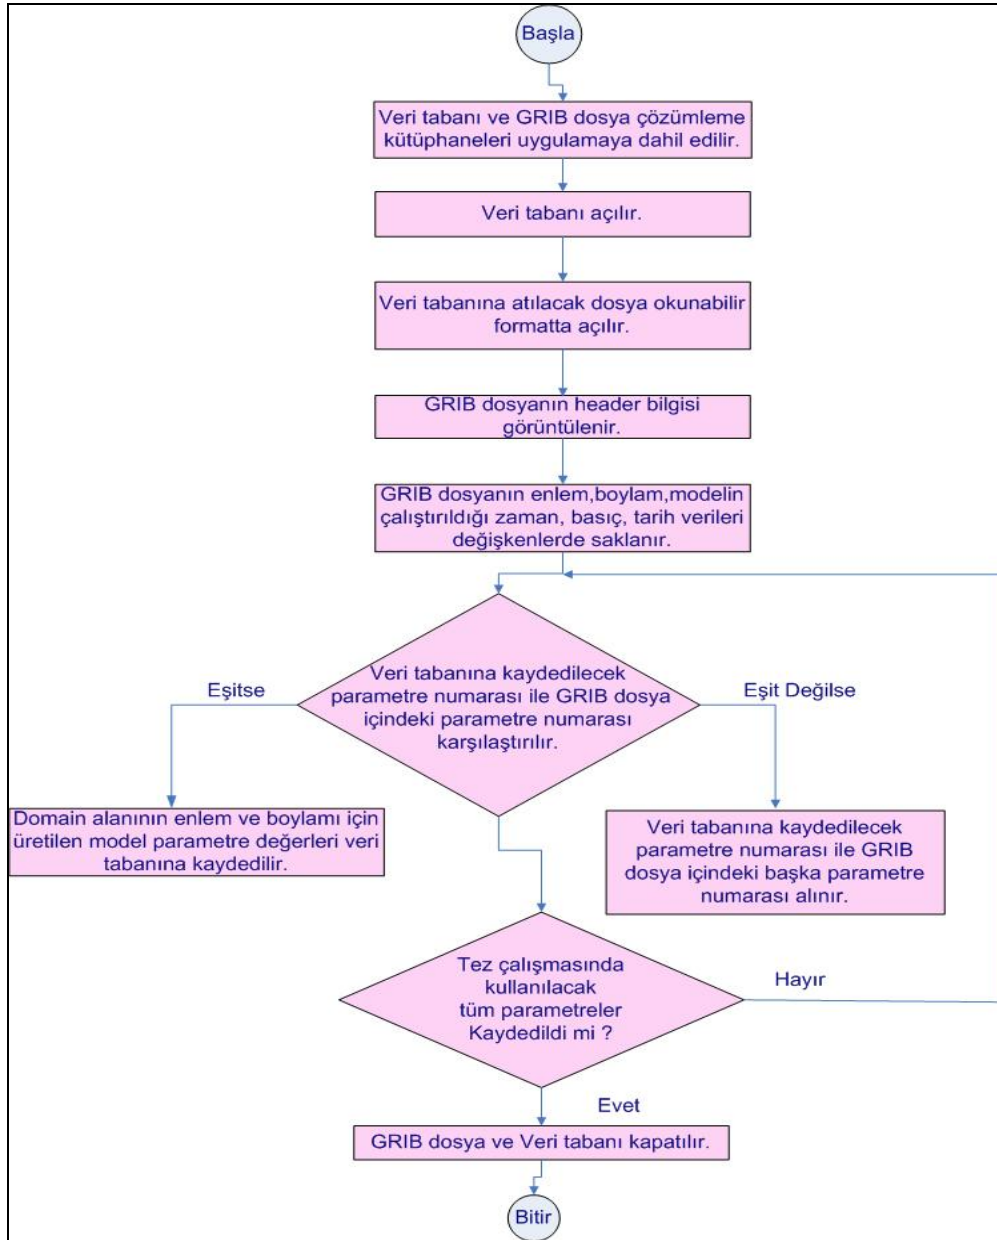 Başla
Veri tabanı ve GRIB dosya çözümleme
kütüphaneleri uygulamaya dahil edilir.
Veri tabanı açılır.
Veri tabanına atılacak dosya okunabilir
formatta açılır.
GRIB dosyanın header bilgisi
görüntülenir.
GRIB dosyanın enlem,boylam,modelin
çalıştırıldığı zaman, basıç, tarih verileri
değişkenlerde saklanır.
Veri tabanına kaydedilecek
parametre numarası ile GRIB dosya
içindeki parametre numarası
karşılaştırılır.
Eşitse
Eşit Değilse
Domain alanının enlem ve boylamı için
üretilen model parametre değerleri veri
tabanına kaydedilir.
Veri tabanına kaydedilecek
parametre numarası ile GRIB
dosya içindeki başka parametre
numarası alınır.
Tez çalışmasında
kullanılacak
tüm parametreler
Kaydedildi mi ?
Hayır
Evet
GRIB dosya ve Veri tabanı kapatılır.
Bitir